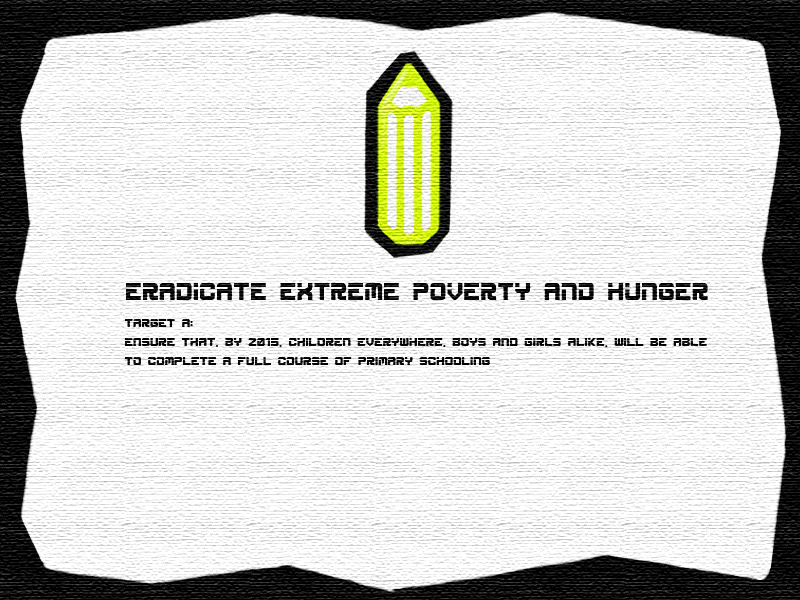 ERADICATE EXTREME POVERTY AND HUNGER
TARGET A:
ENSURE THAT, BY 2015, CHILDREN EVERYWHERE, BOYS AND GIRLS ALIKE, WILL BE ABLE
TO COMPLETE A FULL COURSE OF PRIMARY SCHOOLING